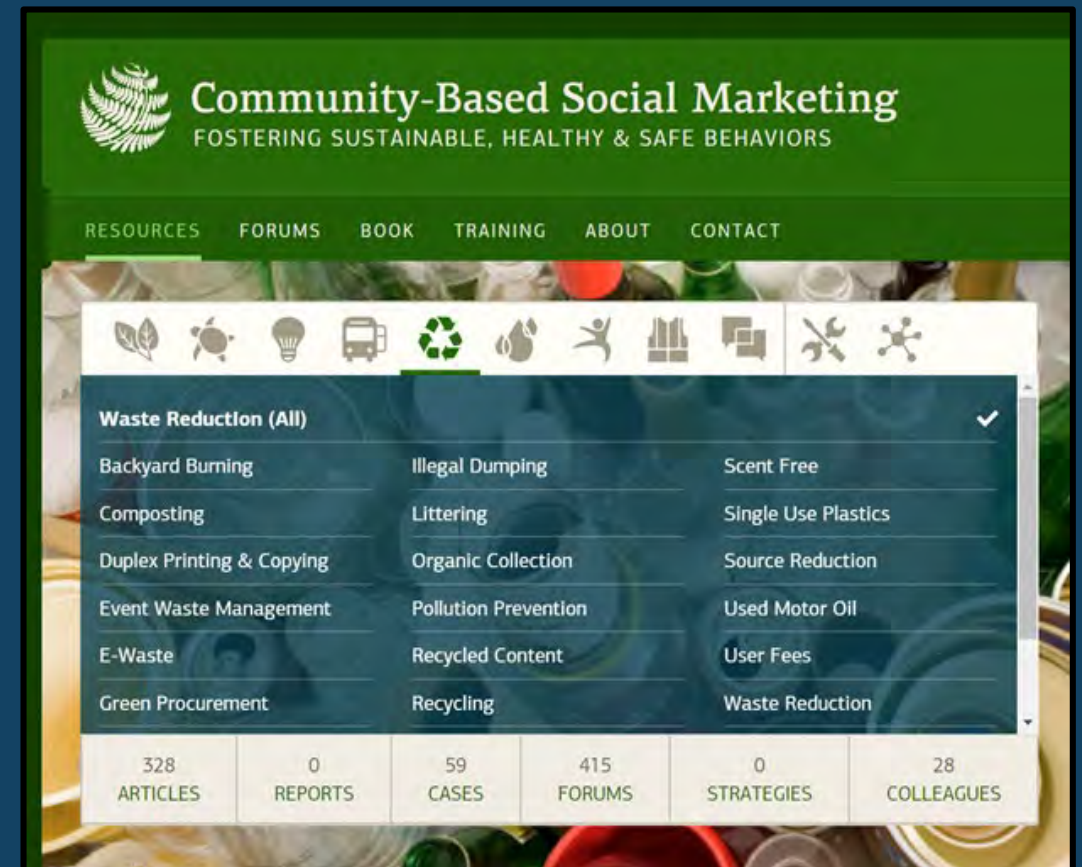 Community-Based Social Marketing
FOSTERING SUSTAINABLE, HEALTHY & SAFE BEHAVIORS
RESOURCES FORUMS BOOK TRAINING ABOUT CONTACT
Waste Reduction (All)
Backyard Burning Illegal Dumping Scent Free
Composting Littering Single Use Plastics
Duplex Printing & Copying Organic Collection Source Reduction
Event Waste Management Pollution Prevention Used Motor Oil
E-Waste Recycled Content User Fees
Green Procurement Recycling Waste Reduction
328 0 59 415 0 28
ARTICLES REPORTS CASES FORUMS STRATEGIES COLLEAGUES